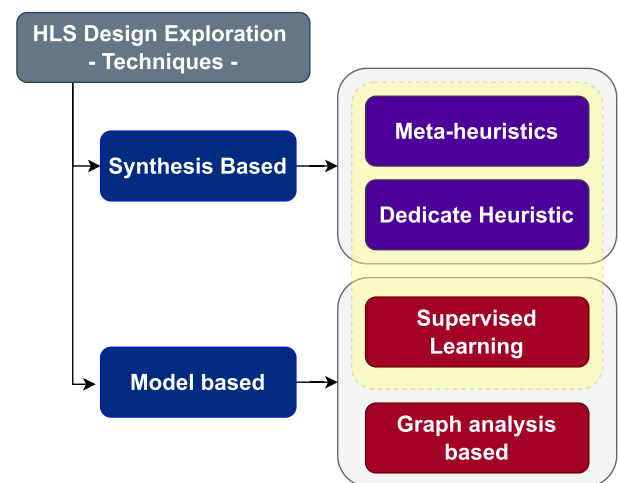 HLS Design Exploration
- Techniques -
Synthesis Based
Meta-heuristics
Dedicate Heuristic
Model based
Supervised
Learning
Graph analysis
based